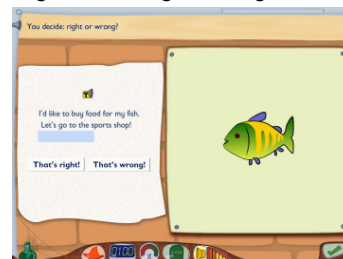 You decide: right or wrong?
I'd like to buy food for my fish.
Let's go to the sports shop!
That's right! That's wrong!